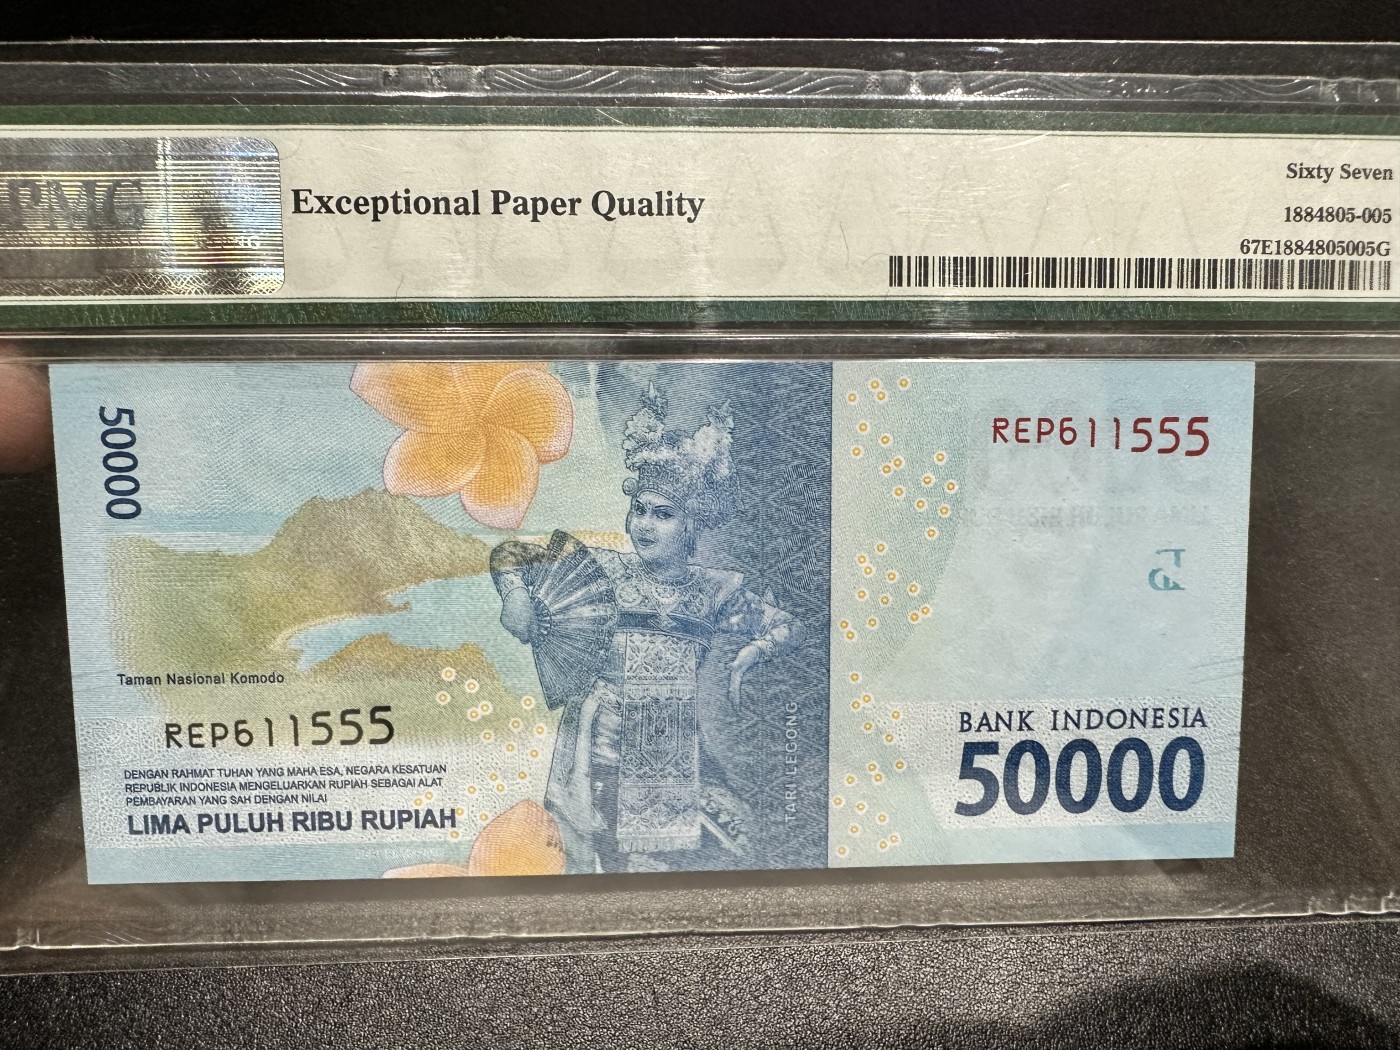 PMG
Exceptional Paper Quality
Sixty Seven
1884805-005
67E1884805005G
50000
REP611555
Taman Nasional Komodo
REP611555
DENGAN RAHMAT TUHAN YANG MAHA ESA, NEGARA KESATUAN
REPUBLIK INDONESIA MENGELUARKAN RUPIAH SEBAGAI ALAT
PEMBAYARAN YANG SAH DENGAN NILAI
LIMA PULUH RIBU RUPIAH
TARI LEGONG
BANK INDONESIA
50000